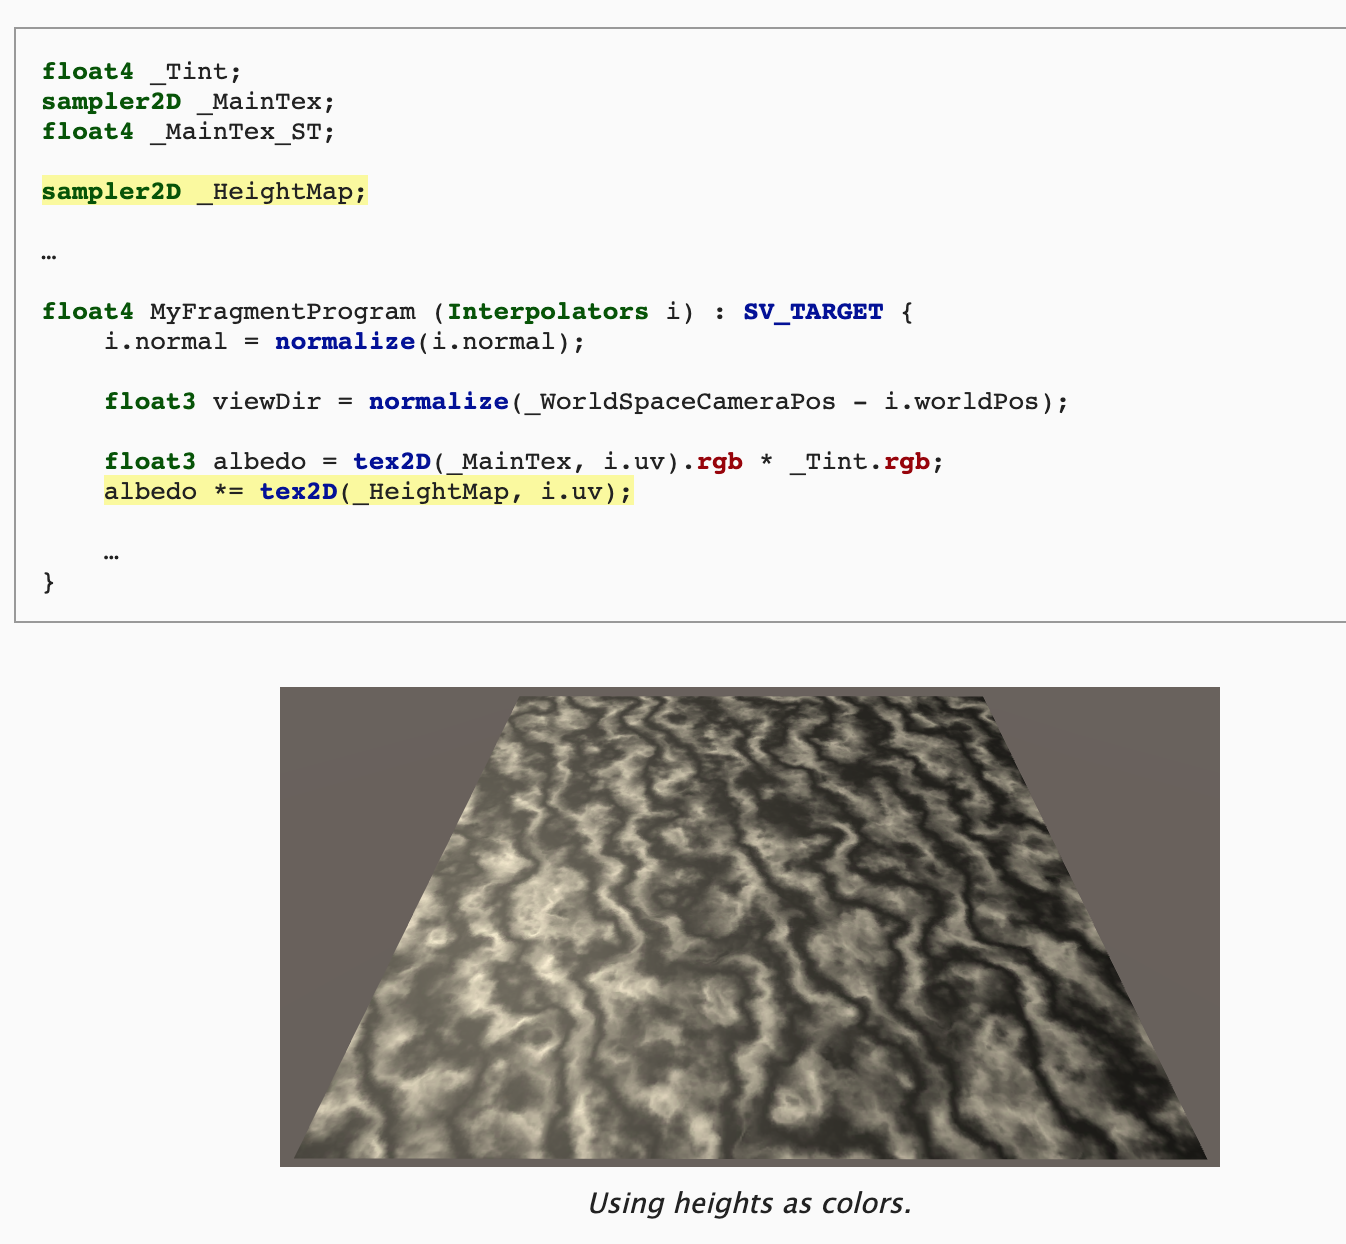 float4 _Tint;
sampler2D _MainTex;
float4 _MainTex_ST;
sampler2D _HeightMap;
…
float4 MyFragmentProgram (Interpolators i) : SV_TARGET {
i.normal = normalize(i.normal);
float3 viewDir = normalize(_WorldSpaceCameraPos - i.worldPos);
float3 albedo = tex2D(_MainTex, i.uv).rgb * _Tint.rgb;
albedo *= tex2D(_HeightMap, i.uv);
…
}
Using heights as colors.